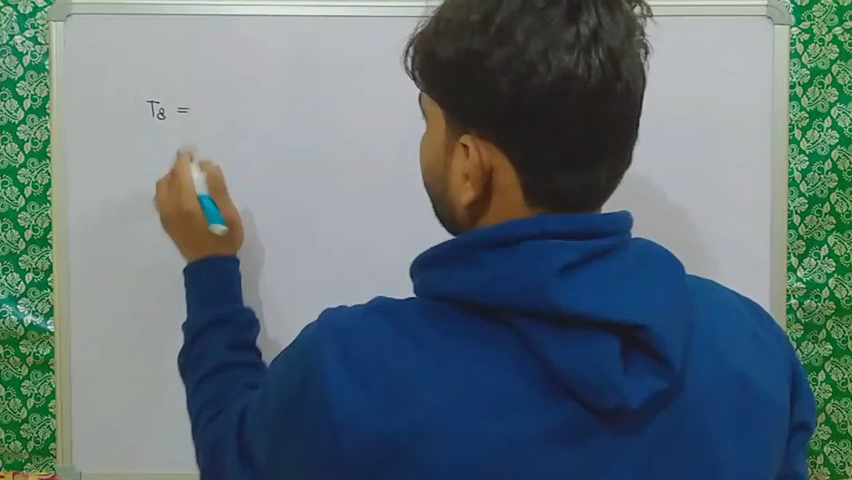 T₈ =